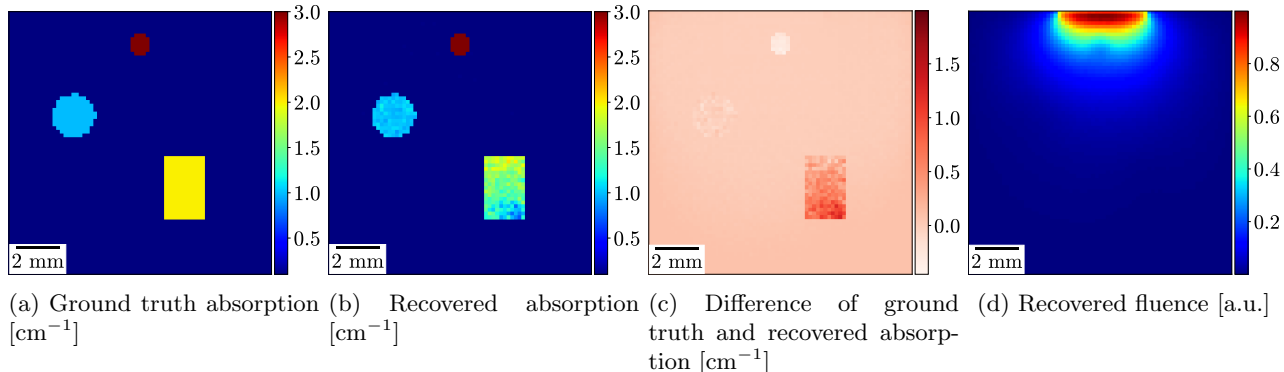 3.0
2.5
2.0
1.5
1.0
0.5
2 mm
3.0
2.5
2.0
1.5
1.0
0.5
2 mm
1.5
1.0
0.5
0.0
2 mm
0.8
0.6
0.4
0.2
2 mm
(a) Ground truth absorption
[cm⁻¹]
(b) Recovered absorption
[cm⁻¹]
(c) Difference of ground
truth and recovered absorp-
tion [cm⁻¹]
(d) Recovered fluence [a.u.]